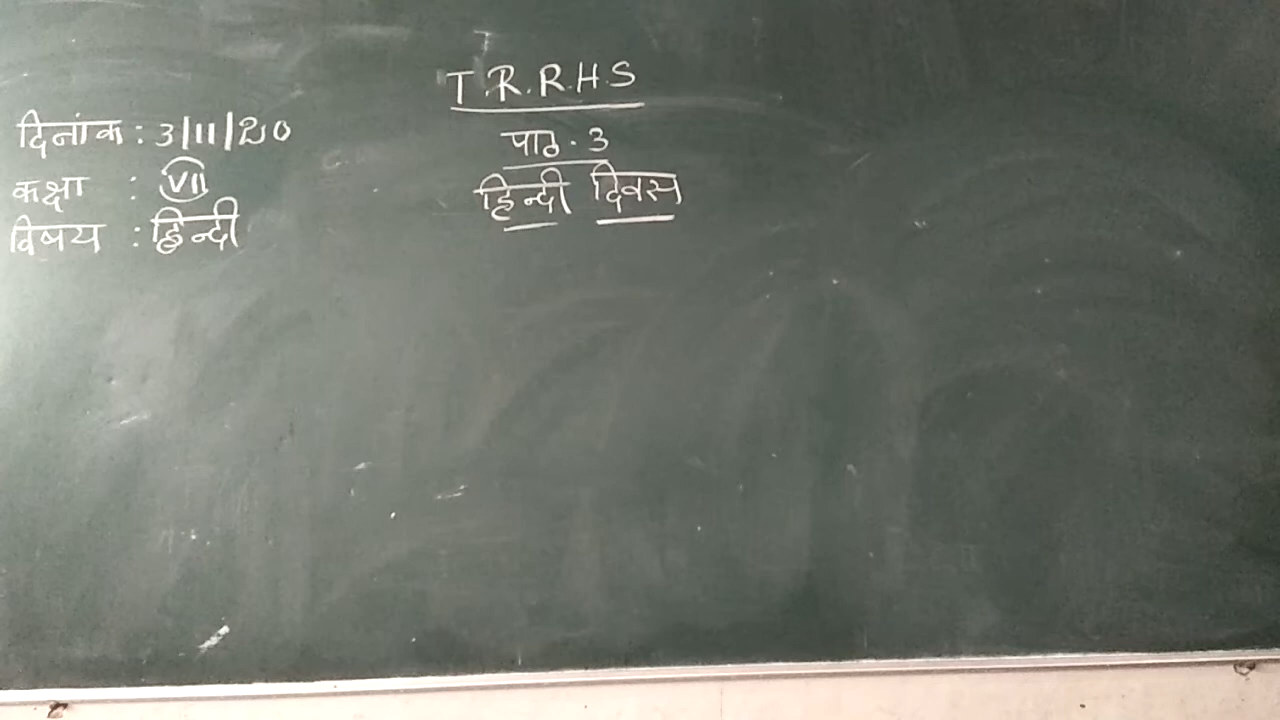 T.R.R.H.S
दिनांक : 3/11/20
पाठ. 3
कक्षा : VII
हिन्दी दिवस
विषय : हिन्दी